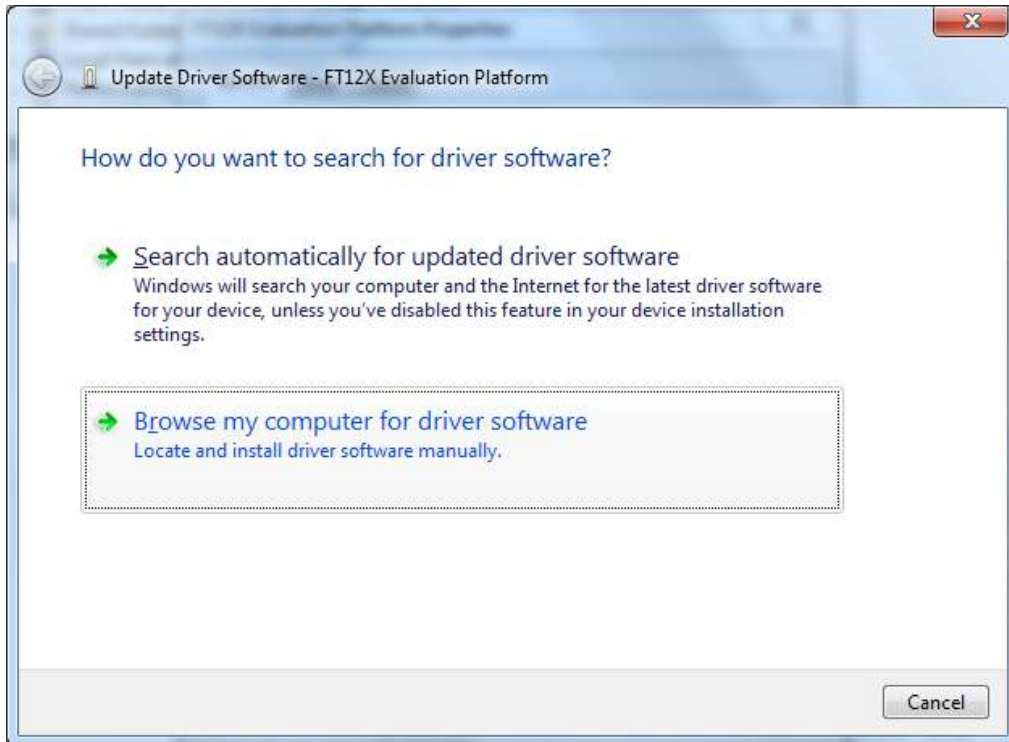 Update Driver Software - FT12X Evaluation Platform
How do you want to search for driver software?
Search automatically for updated driver software
Windows will search your computer and the Internet for the latest driver software
for your device, unless you've disabled this feature in your device installation
settings.
Browse my computer for driver software
Locate and install driver software manually.
Cancel